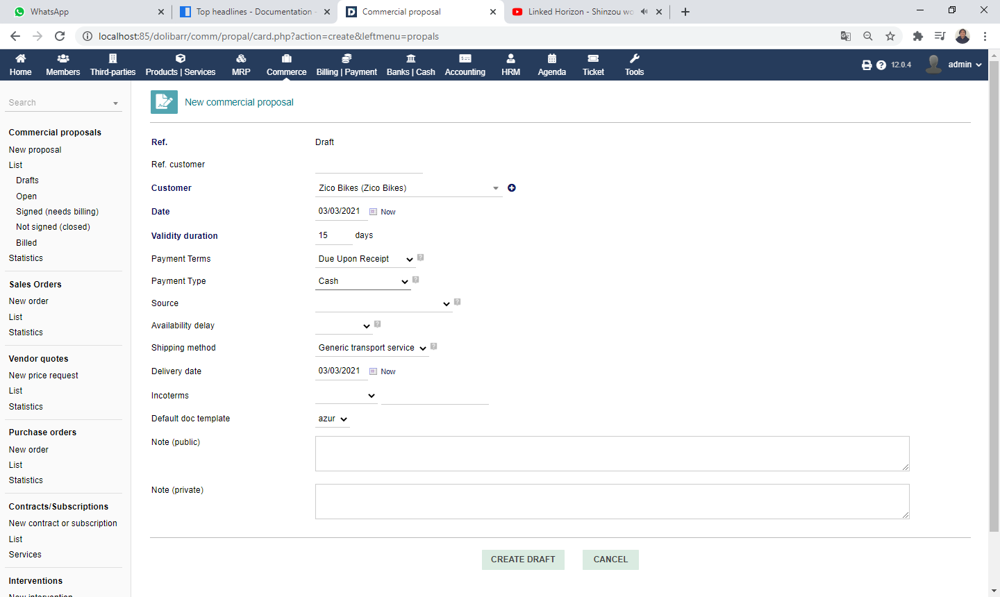 WhatsApp
Top headlines - Documentation -
Commercial proposal
Linked Horizon - Shinzou wo
localhost:85/dolibarr/comm/propal/card.php?action=create&leftmenu=propals
Home Members Third-parties Products | Services MRP Commerce Billing | Payment Banks | Cash Accounting HRM Agenda Ticket Tools
12.0.4 admin
Search
Commercial proposals
New proposal
List
Drafts
Open
Signed (needs billing)
Not signed (closed)
Billed
Statistics
Sales Orders
New order
List
Statistics
Vendor quotes
New price request
List
Statistics
Purchase orders
New order
List
Statistics
Contracts/Subscriptions
New contract or subscription
List
Services
Interventions
New intervention
New commercial proposal
Ref. Draft
Ref. customer
Customer Zico Bikes (Zico Bikes)
Date 03/03/2021 Now
Validity duration 15 days
Payment Terms Due Upon Receipt
Payment Type Cash
Source
Availability delay
Shipping method Generic transport service
Delivery date 03/03/2021 Now
Incoterms
Default doc template azur
Note (public)
Note (private)
CREATE DRAFT CANCEL